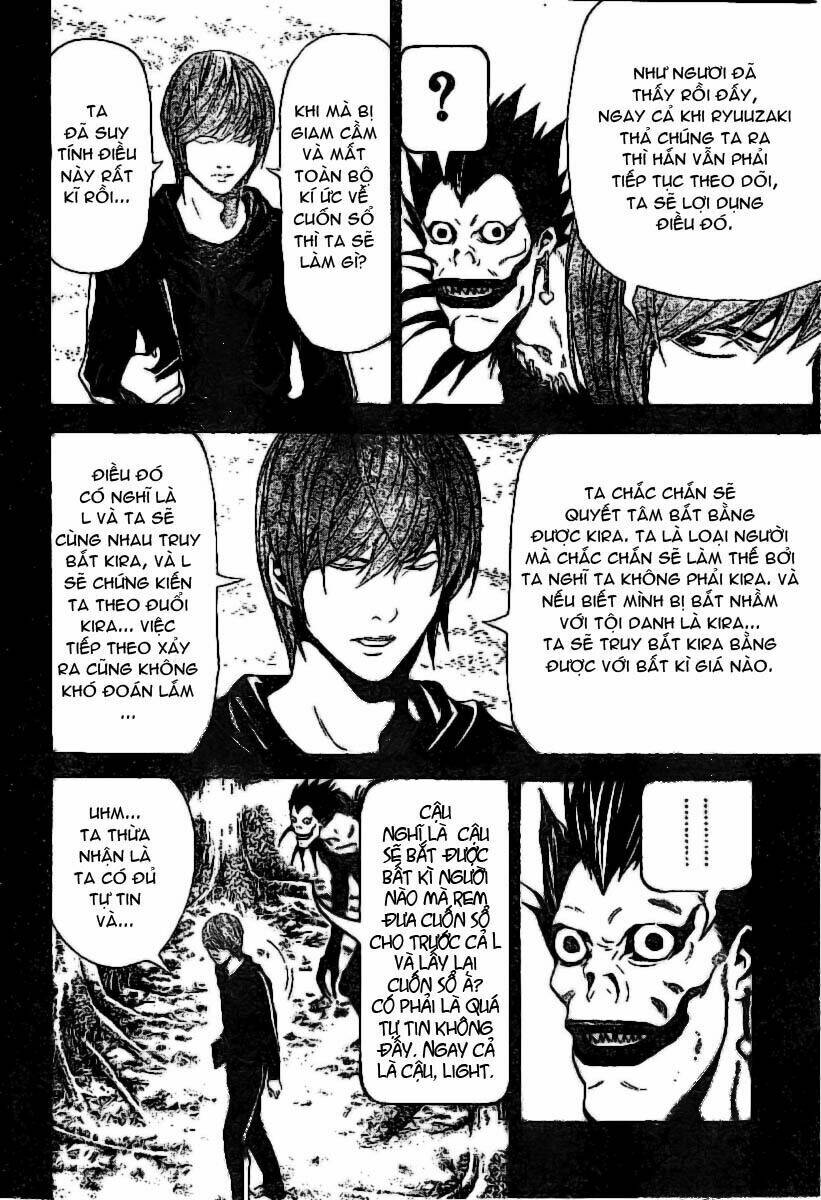 NHƯ NGƯƠI ĐÃ
THẤY RỒI ĐẤY,
NGAY CẢ KHI RYUUZAKI
THẢ CHÚNG TA RA
THÌ HẮN VẪN PHẢI
TIẾP TỤC THEO DÕI,
TA SẼ LỢI DỤNG
ĐIỀU ĐÓ.
?
KHI MÀ BỊ
GIAM CẦM
VÀ MẤT
TOÀN BỘ
KÍ ỨC VỀ
CUỐN SỔ
THÌ TA SẼ
LÀM GÌ?
TA
ĐÃ SUY
TÍNH ĐIỀU
NÀY RẤT
KĨ RỒI...
TA CHẮC CHẮN SẼ
QUYẾT TÂM BẮT BẰNG
ĐƯỢC KIRA. TA LÀ LOẠI NGƯỜI
MÀ CHẮC CHẮN SẼ LÀM THẾ BỞI
TA NGHĨ TA KHÔNG PHẢI KIRA. VÀ
NẾU BIẾT MÌNH BỊ BẮT NHẦM
VỚI TỘI DANH LÀ KIRA...
TA SẼ TRUY BẮT KIRA BẰNG
ĐƯỢC VỚI BẤT KÌ GIÁ NÀO.
ĐIỀU ĐÓ
CÓ NGHĨ LÀ
L VÀ TA SẼ
CÙNG NHAU TRUY
BẮT KIRA, VÀ L
SẼ CHỨNG KIẾN
TA THEO ĐUỔI
KIRA... VIỆC
TIẾP THEO XẢY
RA CŨNG KHÔNG
KHÓ ĐOÁN LẮM
...
.........
CẬU
NGHĨ LÀ CẬU
SẼ BẮT ĐƯỢC
BẤT KÌ NGƯỜI
NÀO MÀ REM
ĐƯA CUỐN SỔ
CHO TRƯỚC CẢ L
VÀ LẤY LẠI
CUỐN SỔ À?
CÓ PHẢI LÀ QUÁ
TỰ TIN KHÔNG
ĐẤY. NGAY CẢ
LÀ CẬU, LIGHT.
UHM...
TA THỪA
NHẬN LÀ
TA CÓ ĐỦ
TỰ TIN
VÀ...